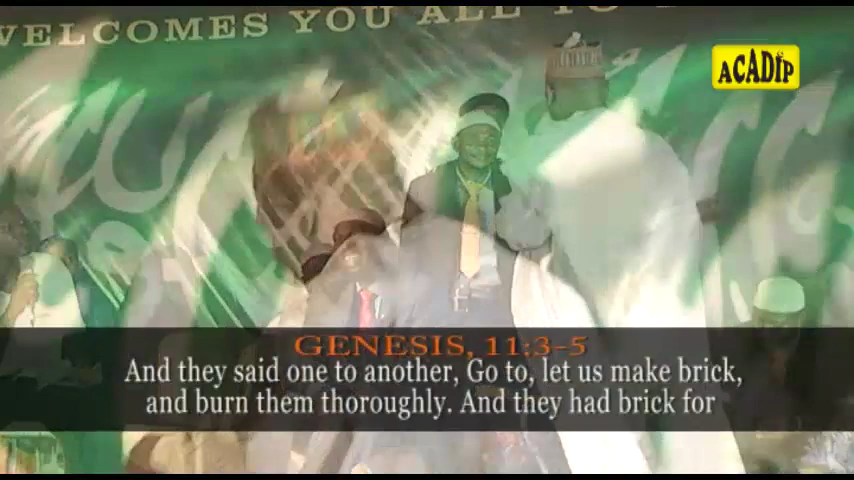 WELCOMES YOU ALL TO
ACADIP
GENESIS, 11:3-5
And they said one to another, Go to, let us make brick,
and burn them thoroughly. And they had brick for